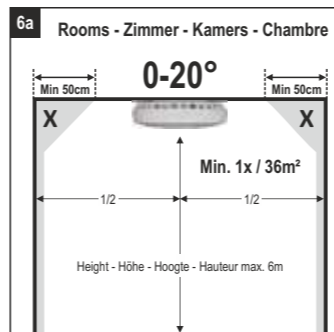 6a
Rooms - Zimmer - Kamers - Chambre
0-20°
Min 50cm
Min 50cm
X
X
Min. 1x / 36m²
1/2
1/2
Height - Höhe - Hoogte - Hauteur max. 6m